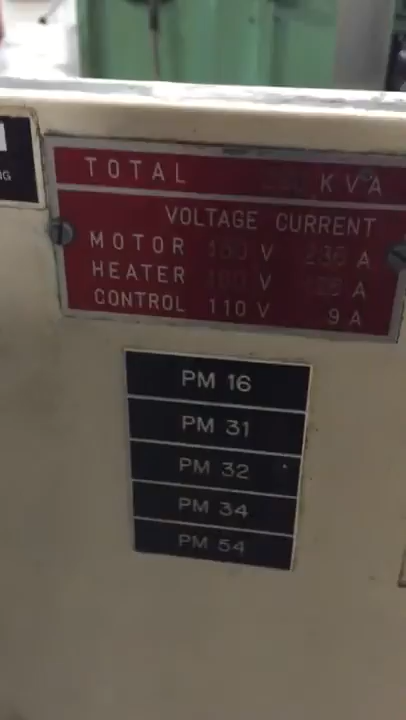 TOTAL KVA
VOLTAGE CURRENT
MOTOR V A
HEATER V A
CONTROL 110 V 9 A
PM 16
PM 31
PM 32
PM 34
PM 54